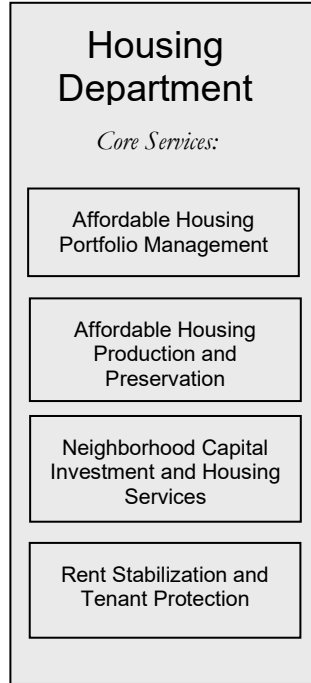 Housing
Department
Core Services:
Affordable Housing
Portfolio Management
Affordable Housing
Production and
Preservation
Neighborhood Capital
Investment and Housing
Services
Rent Stabilization and
Tenant Protection